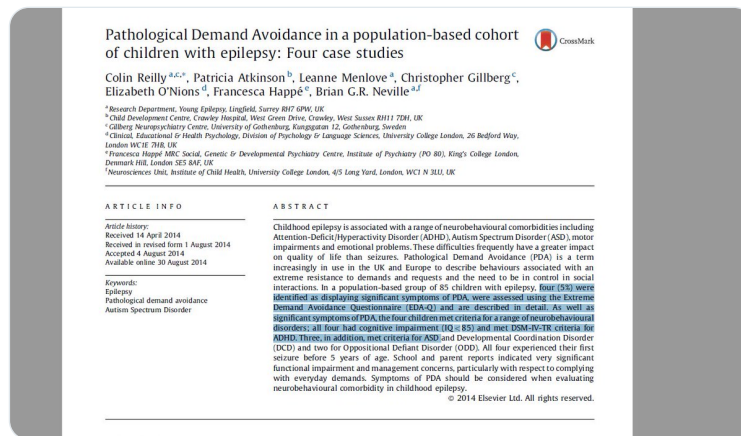 Pathological Demand Avoidance in a population-based cohort
of children with epilepsy: Four case studies
CrossMark
Colin Reilly a,c,*, Patricia Atkinson b, Leanne Menlove a, Christopher Gillberg c,
Elizabeth O'Nions d, Francesca Happé e, Brian G.R. Neville a,f
a Research Department, Young Epilepsy, Lingfield, Surrey RH7 6PW, UK
b Child Development Centre, Crawley Hospital, West Green Drive, Crawley, West Sussex RH11 7DH, UK
c Gillberg Neuropsychiatry Centre, University of Gothenburg, Kungsgatan 12, Gothenburg, Sweden
d Clinical, Educational & Health Psychology, Division of Psychology & Language Sciences, University College London, 26 Bedford Way,
London WC1E 7HB, UK
e Francesca Happé MRC Social, Genetic & Developmental Psychiatry Centre, Institute of Psychiatry (PO 80), King's College London,
Denmark Hill, London SE5 8AF, UK
f Neurosciences Unit, Institute of Child Health, University College London, 4/5 Long Yard, London, WC1 N 3LU, UK
ARTICLE INFO
Article history:
Received 14 April 2014
Received in revised form 1 August 2014
Accepted 4 August 2014
Available online 30 August 2014
Keywords:
Epilepsy
Pathological demand avoidance
Autism Spectrum Disorder
ABSTRACT
Childhood epilepsy is associated with a range of neurobehavioural comorbidities including
Attention-Deficit/Hyperactivity Disorder (ADHD), Autism Spectrum Disorder (ASD), motor
impairments and emotional problems. These difficulties frequently have a greater impact
on quality of life than seizures. Pathological Demand Avoidance (PDA) is a term
increasingly in use in the UK and Europe to describe behaviours associated with an
extreme resistance to demands and requests and the need to be in control in social
interactions. In a population-based group of 85 children with epilepsy, four (5%) were
identified as displaying significant symptoms of PDA, were assessed using the Extreme
Demand Avoidance Questionnaire (EDA-Q) and are described in detail. As well as
significant symptoms of PDA, the four children met criteria for a range of neurobehavioural
disorders; all four had cognitive impairment (IQ < 85) and met DSM-IV-TR criteria for
ADHD. Three, in addition, met criteria for ASD and Developmental Coordination Disorder
(DCD) and two for Oppositional Defiant Disorder (ODD). All four experienced their first
seizure before 5 years of age. School and parent reports indicated very significant
functional impairment and management concerns, particularly with respect to complying
with everyday demands. Symptoms of PDA should be considered when evaluating
neurobehavioural comorbidity in childhood epilepsy.
© 2014 Elsevier Ltd. All rights reserved.